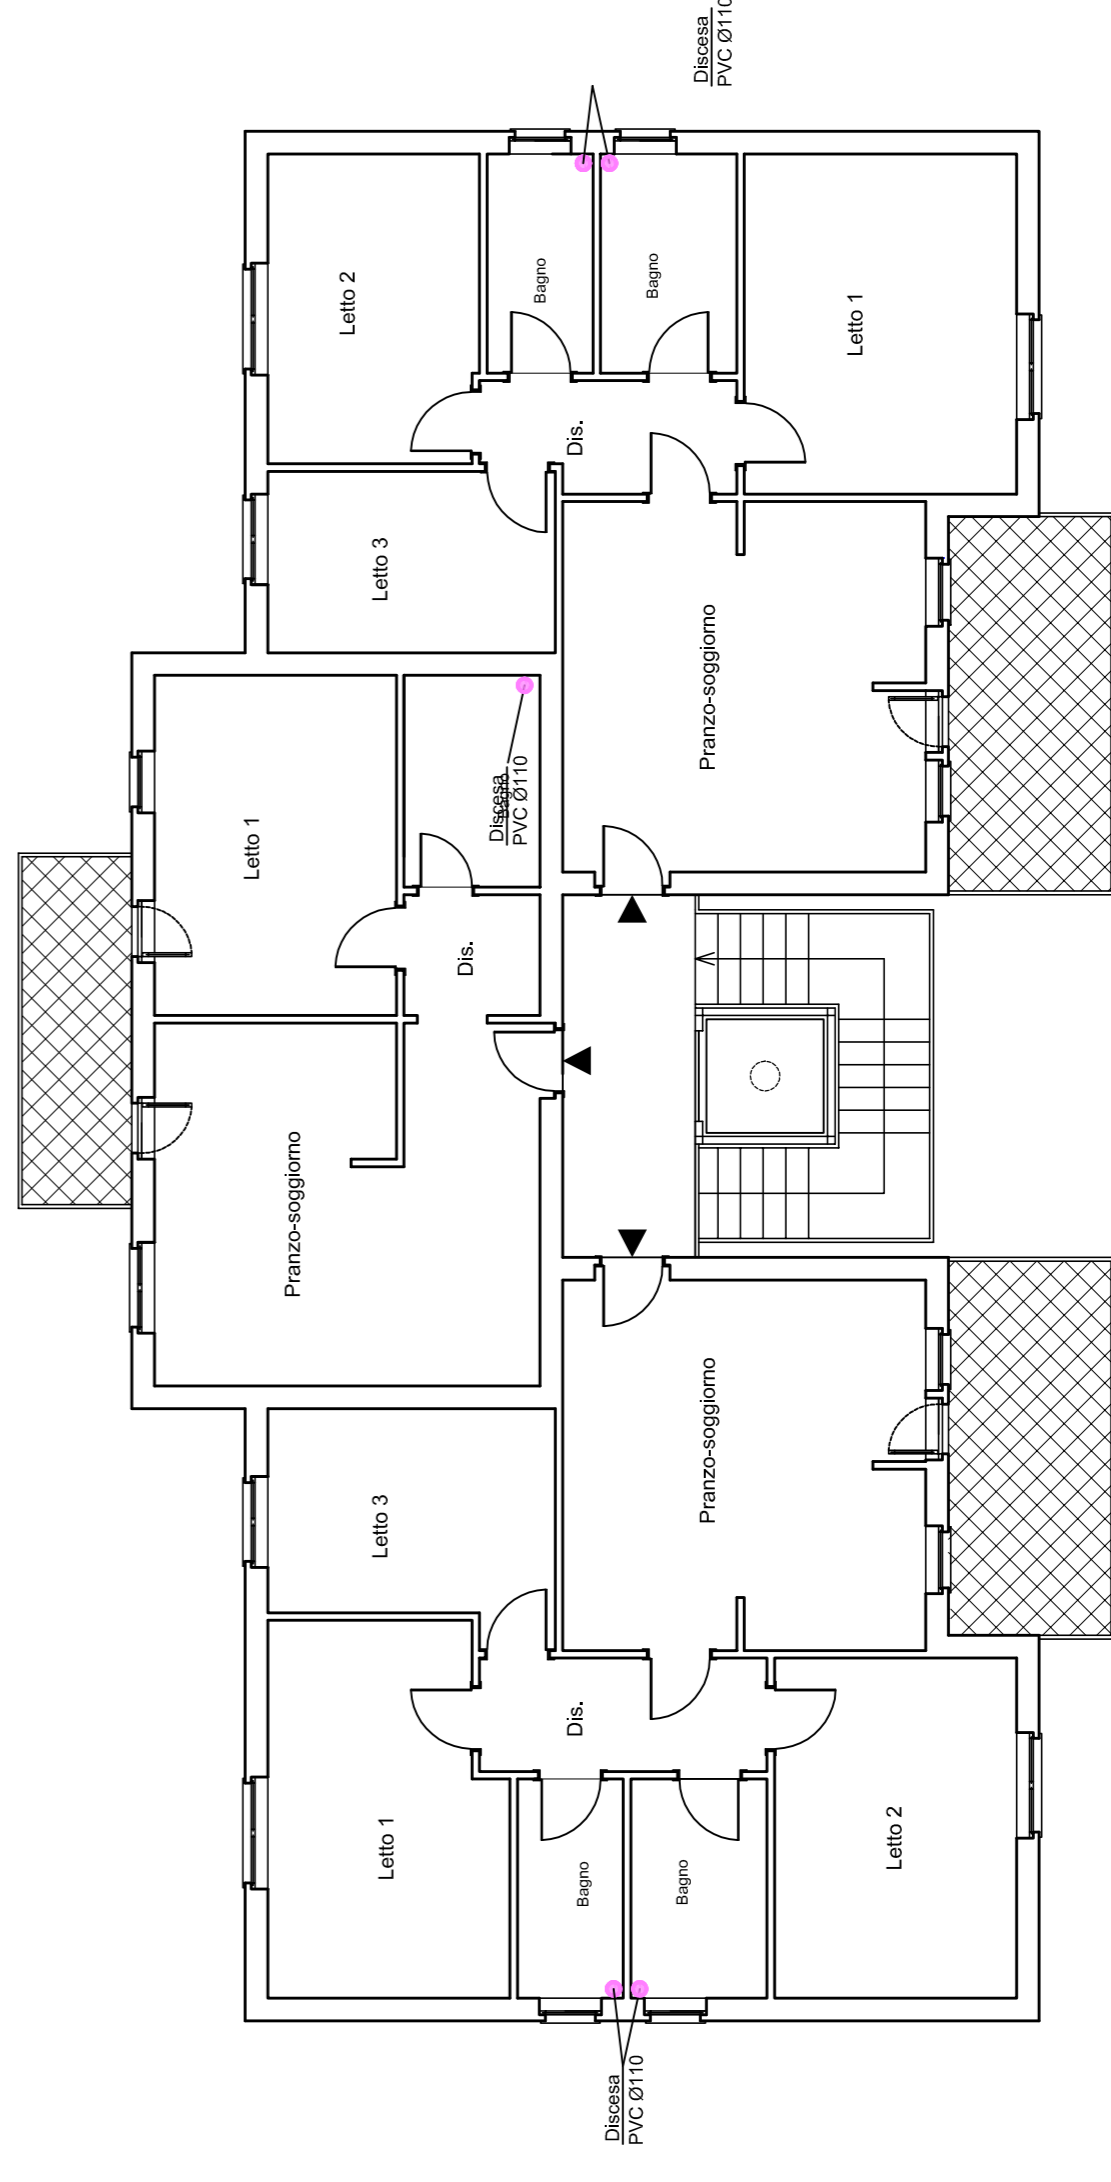 Discesa
PVC Ø110
Letto 2
Bagno
Bagno
Letto 1
Dis.
Letto 3
Pranzo-soggiorno
Letto 1
Discesa
Bagno
PVC Ø110
Dis.
Pranzo-soggiorno
Pranzo-soggiorno
Letto 3
Dis.
Letto 1
Bagno
Bagno
Letto 2
Discesa
PVC Ø110